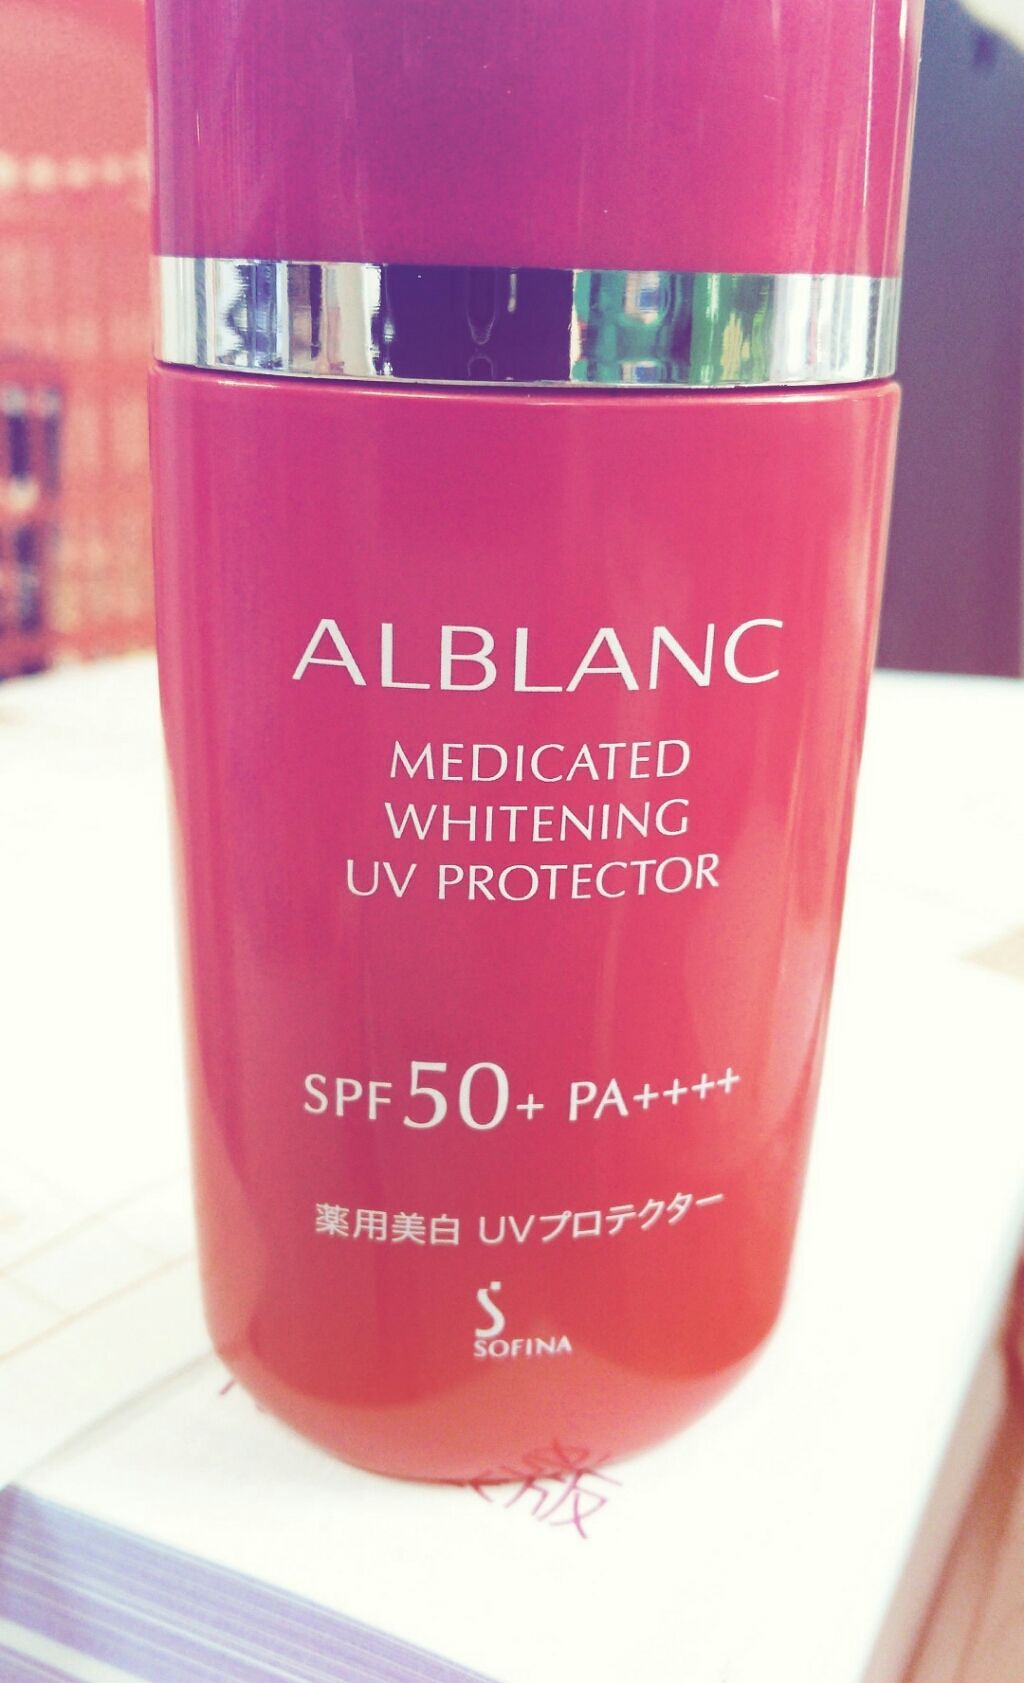 ALBLANC
MEDICATED
WHITENING
UV PROTECTOR
SPF 50+ PA++++
薬用美白 UVプロテクター
SOFINA